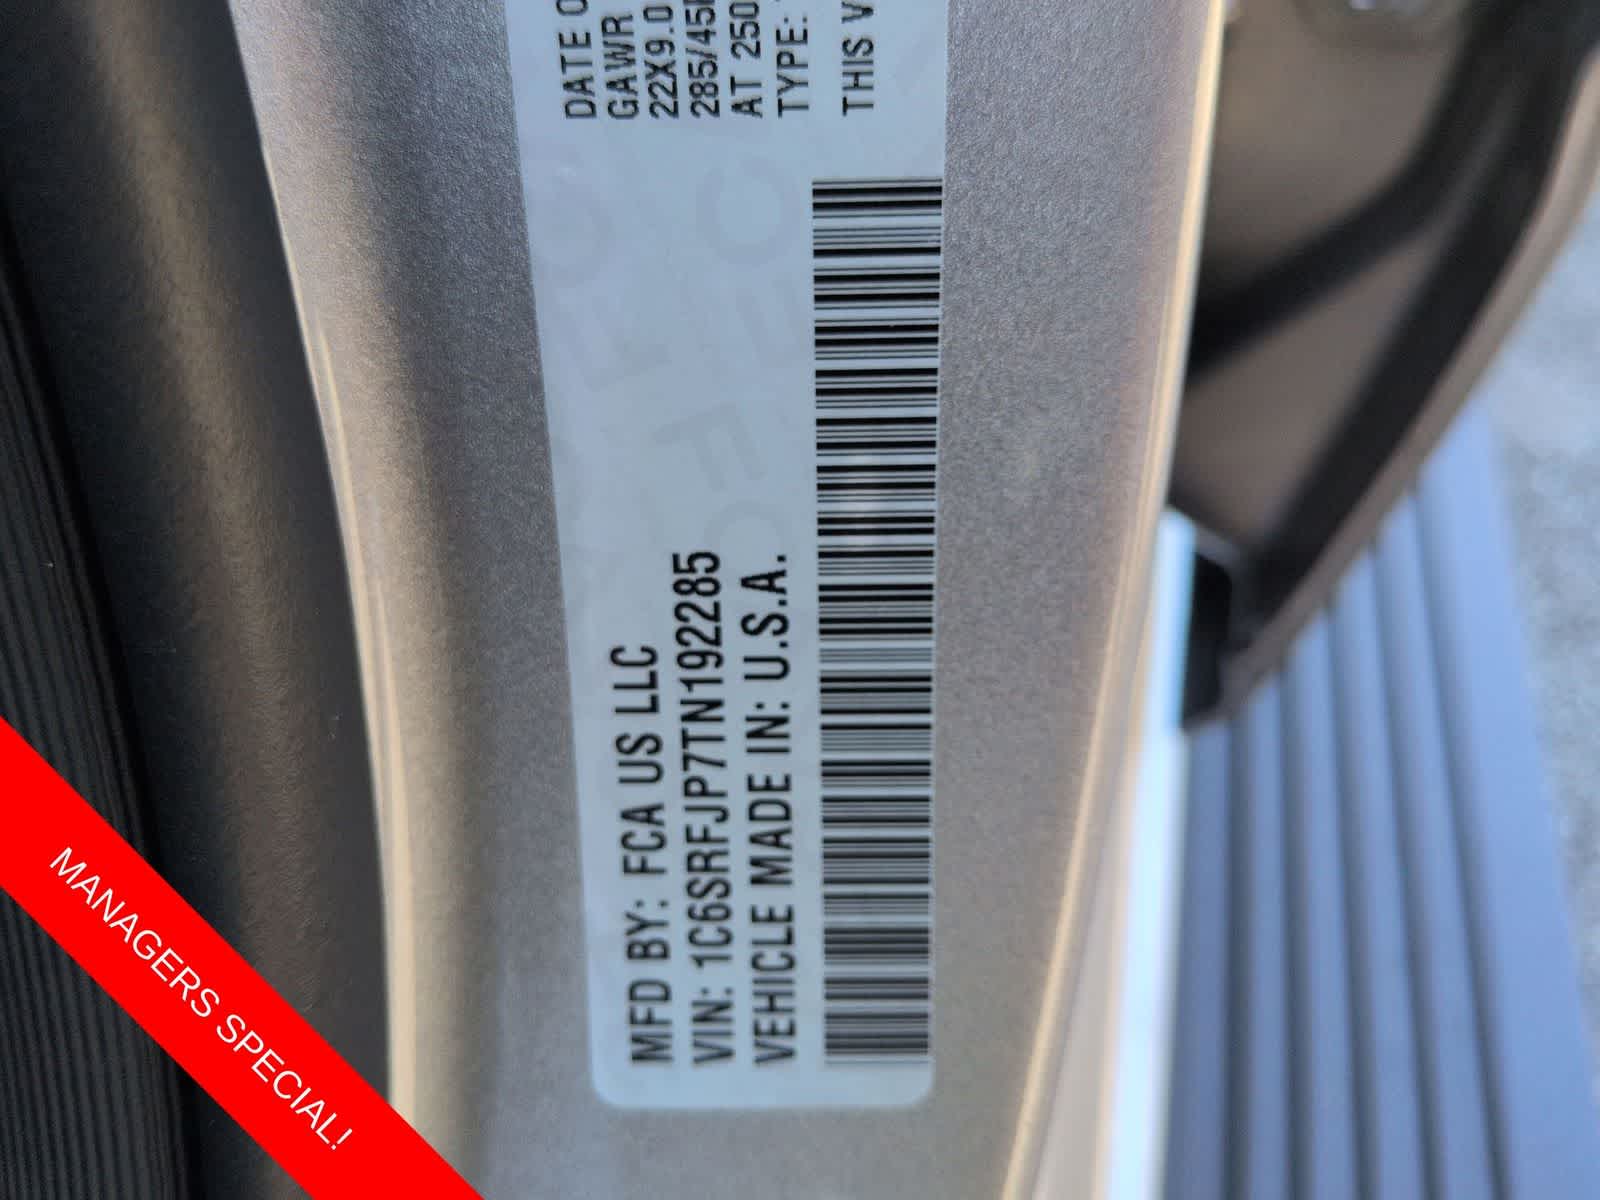 MFD BY: FCA US LLC
VIN: 1C6SRFJP7TN192285
VEHICLE MADE IN: U.S.A.
DATE O
GAWR
22X9.0
285/45
AT 250
TYPE:
THIS V
MANAGERS SPECIAL!